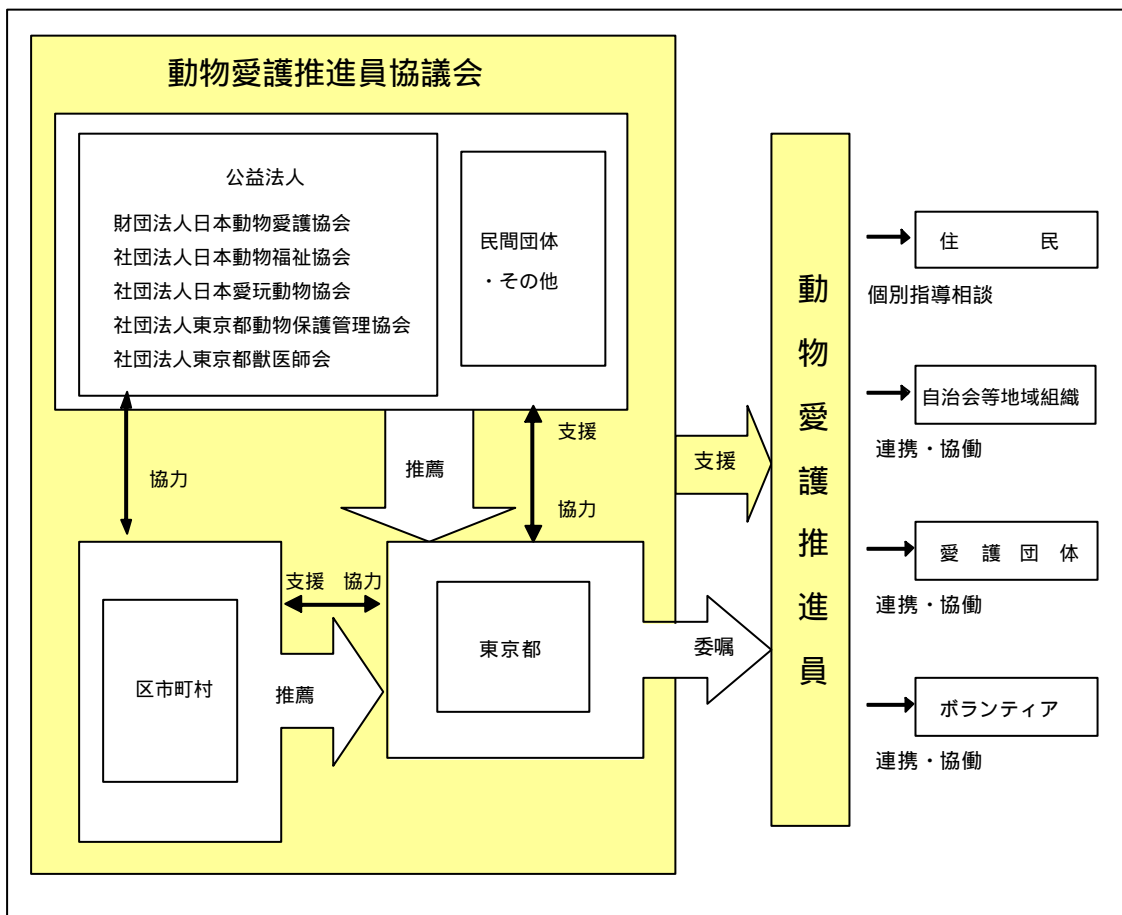 動物愛護推進員協議会
公益法人
財団法人日本動物愛護協会
社団法人日本動物福祉協会
社団法人日本愛玩動物協会
社団法人東京都動物保護管理協会
社団法人東京都獣医師会
民間団体
・その他
協力
推薦
支援
協力
支援 協力
区市町村
推薦
東京都
支援
委嘱
動物愛護推進員
住 民
個別指導相談
自治会等地域組織
連携・協働
愛 護 団 体
連携・協働
ボランティア
連携・協働